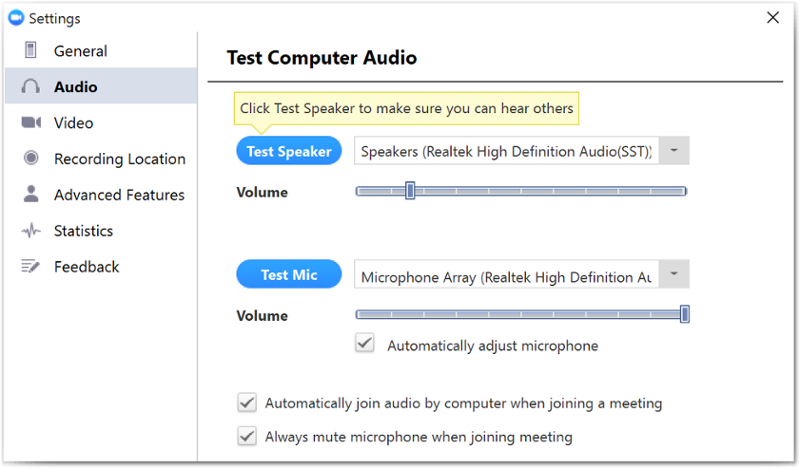 Settings
General
Audio
Video
Recording Location
Advanced Features
Statistics
Feedback
Test Computer Audio
Click Test Speaker to make sure you can hear others
Test Speaker
Speakers (Realtek High Definition Audio(SST))
Volume
Test Mic
Microphone Array (Realtek High Definition Au
Volume
Automatically adjust microphone
Automatically join audio by computer when joining a meeting
Always mute microphone when joining meeting